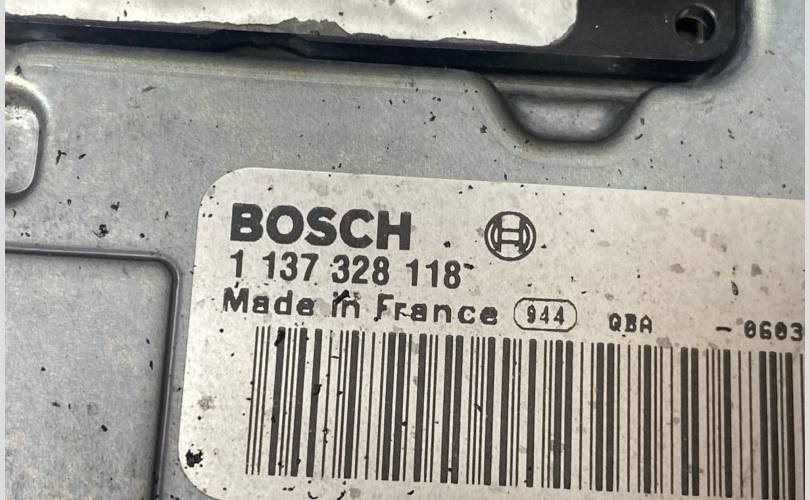 BOSCH
1 137 328 118
Made in France 944 QBA - 0603